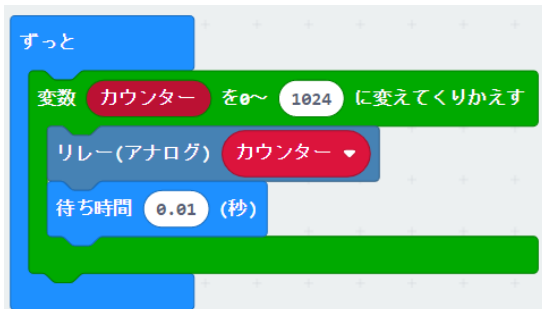 ずっと
変数 カウンター を0～ 1024 に変えてくりかえす
リレー(アナログ) カウンター
待ち時間 0.01 (秒)